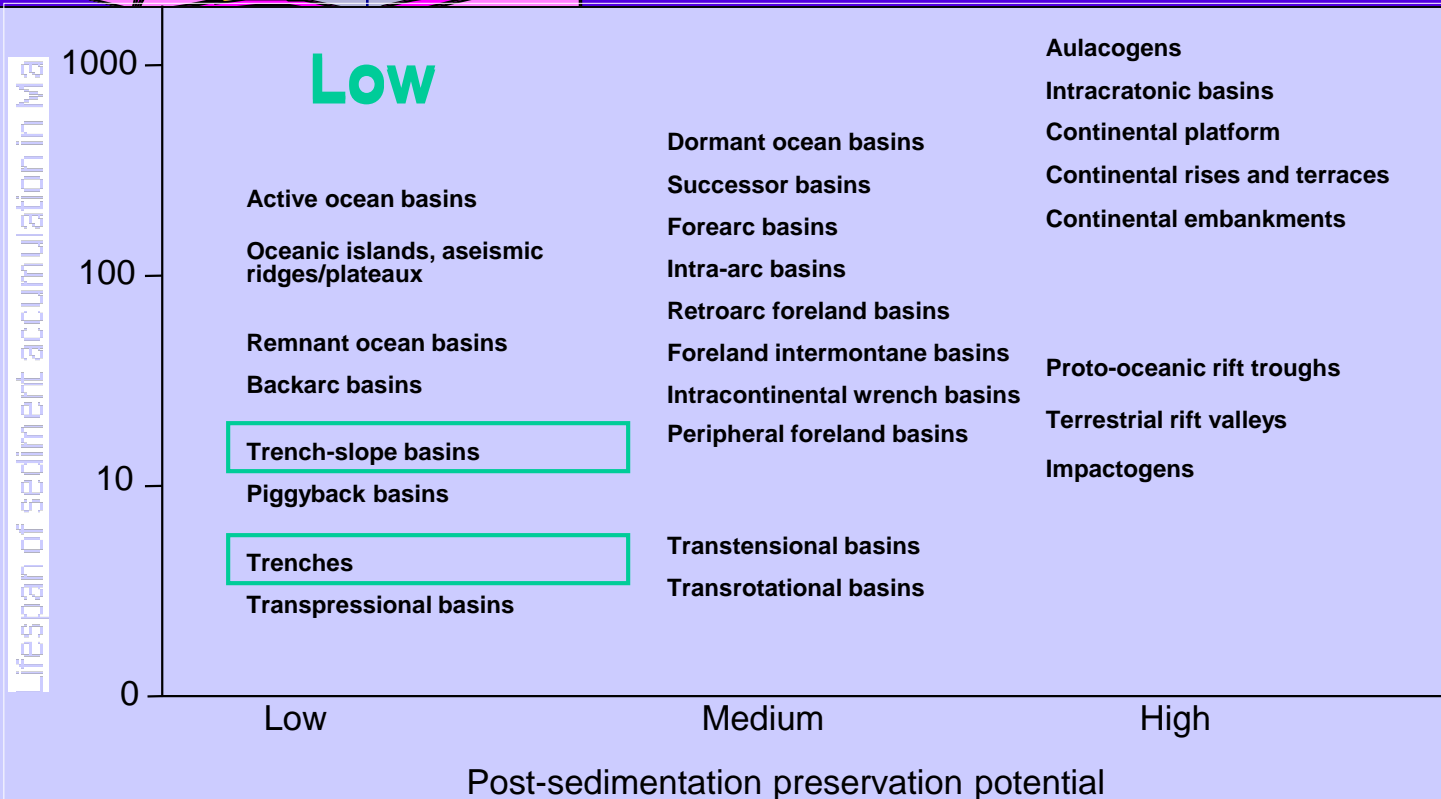 Lifespan of sediment accumulation in Ma
1000
100
10
0
Low
Active ocean basins
Oceanic islands, aseismic
ridges/plateaux
Remnant ocean basins
Backarc basins
Trench-slope basins
Piggyback basins
Trenches
Transpressional basins
Dormant ocean basins
Successor basins
Forearc basins
Intra-arc basins
Retroarc foreland basins
Foreland intermontane basins
Intracontinental wrench basins
Peripheral foreland basins
Transtensional basins
Transrotational basins
Aulacogens
Intracratonic basins
Continental platform
Continental rises and terraces
Continental embankments
Proto-oceanic rift troughs
Terrestrial rift valleys
Impactogens
Low
Medium
High
Post-sedimentation preservation potential